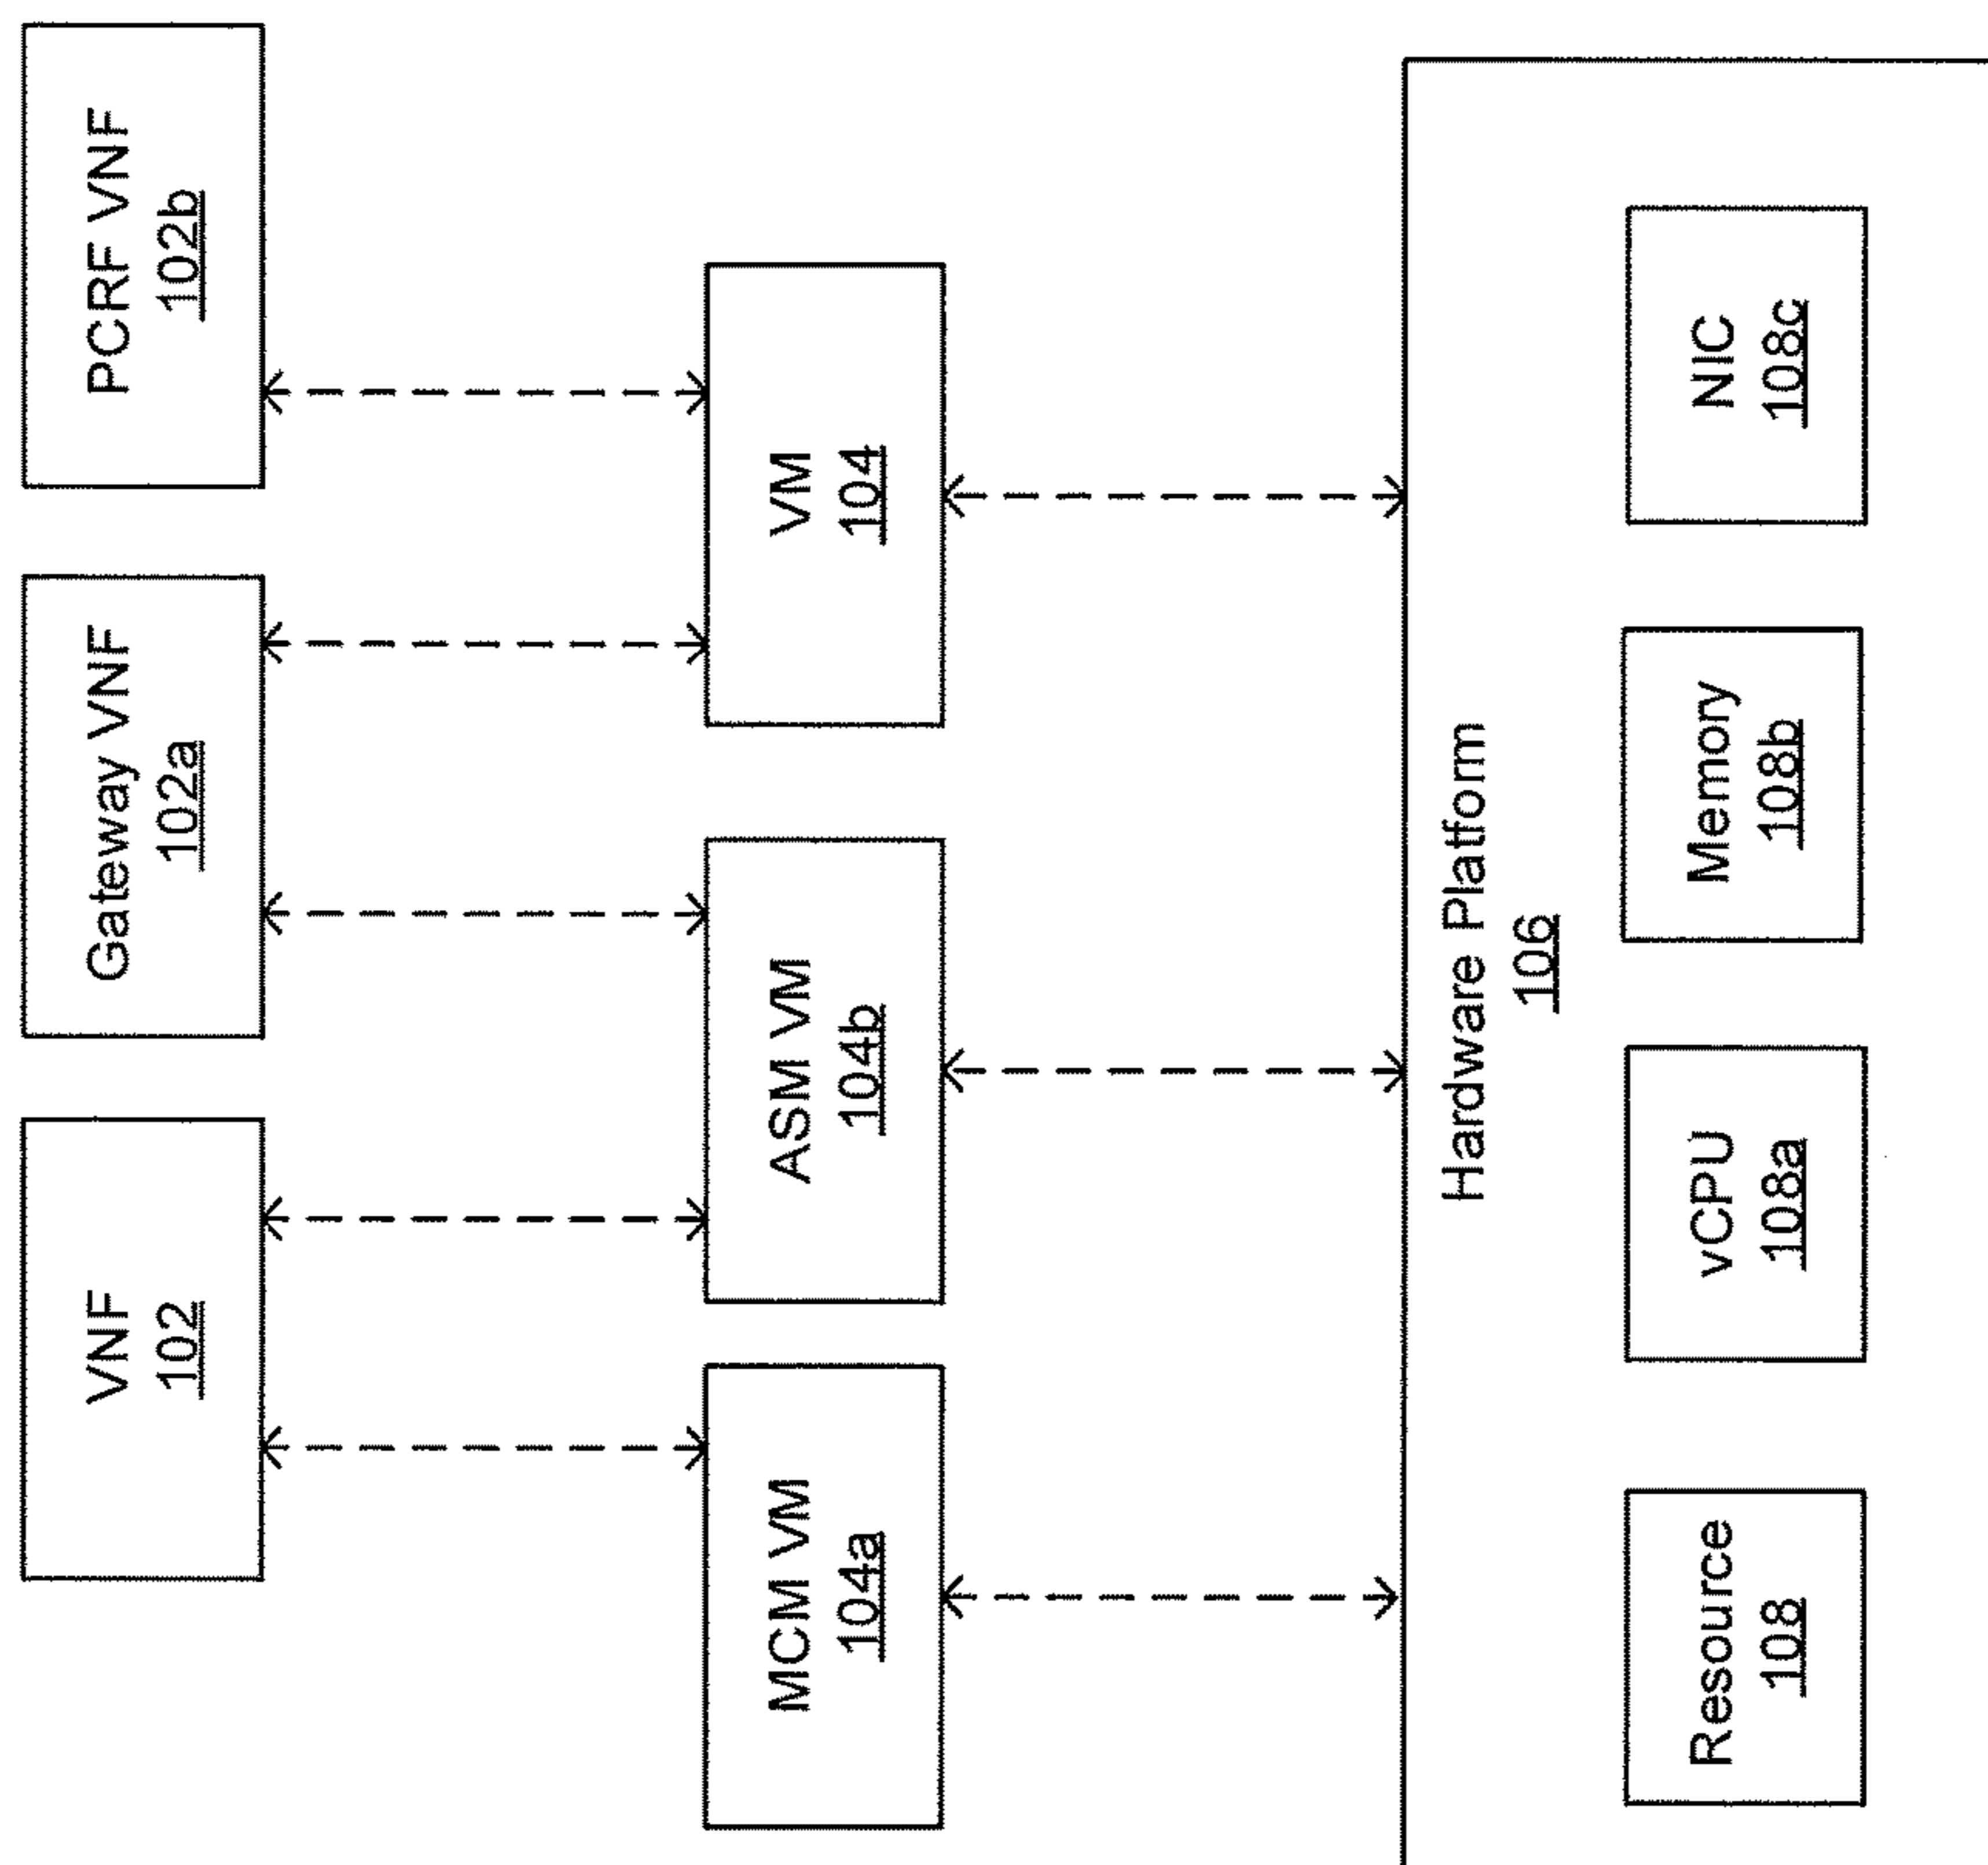 VNF
102
Gateway VNF
102a
PCRF VNF
102b
MCM VM
104a
ASM VM
104b
VM
104
Hardware Platform
106
Resource
108
vCPU
108a
Memory
108b
NIC
108c